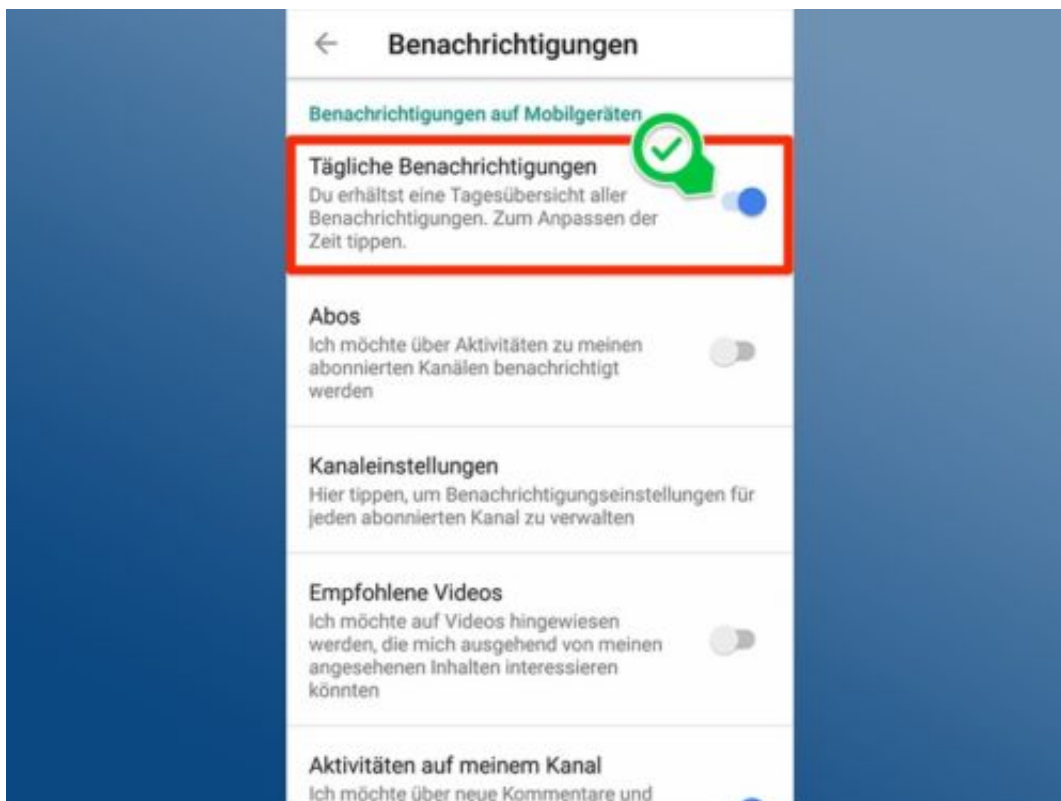 Benachrichtigungen
Benachrichtigungen auf Mobilgeräten
Tägliche Benachrichtigungen
Du erhältst eine Tagesübersicht aller
Benachrichtigungen. Zum Anpassen der
Zeit tippen.
Abos
Ich möchte über Aktivitäten zu meinen
abonnierten Kanälen benachrichtigt
werden
Kanaleinstellungen
Hier tippen, um Benachrichtigungseinstellungen für
jeden abonnierten Kanal zu verwalten
Empfohlene Videos
Ich möchte auf Videos hingewiesen
werden, die mich ausgehend von meinen
angesehenen Inhalten interessieren
könnten
Aktivitäten auf meinem Kanal
Ich möchte über neue Kommentare und